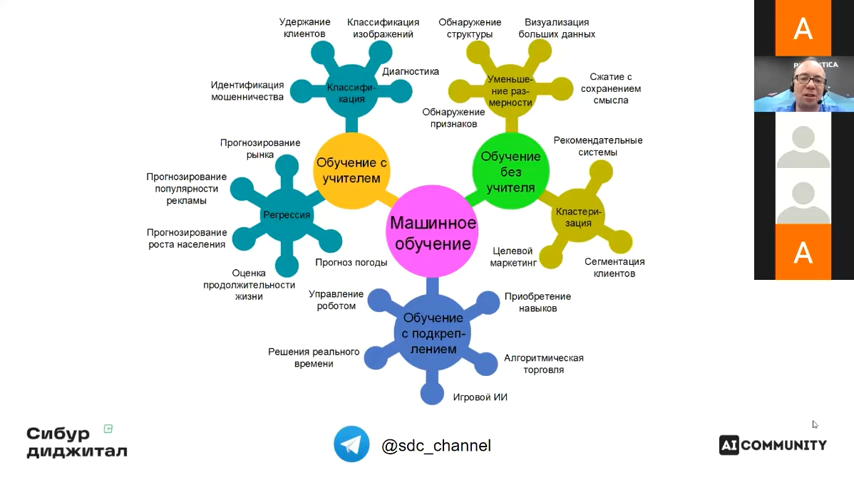 Удержание
клиентов
Классификация
изображений
Диагностика
Идентификация
мошенничества
Классифи-
кация
Обнаружение
структуры
Визуализация
больших данных
Сжатие с
сохранением
смысла
Обнаружение
признаков
Уменьше-
ние раз-
мерности
Обучение с
учителем
Обучение
без
учителя
Прогнозирование
рынка
Прогнозирование
популярности
рекламы
Прогнозирование
роста населения
Оценка
продолжительности
жизни
Прогноз погоды
Регрессия
Машинное
обучение
Рекомендательные
системы
Кластери-
зация
Целевой
маркетинг
Сегментация
клиентов
Управление
роботом
Решения реального
времени
Обучение
с подкреп-
лением
Приобретение
навыков
Алгоритмическая
торговля
Игровой ИИ
Сибур
диджитал
@sdc_channel
AI COMMUNITY
A
A